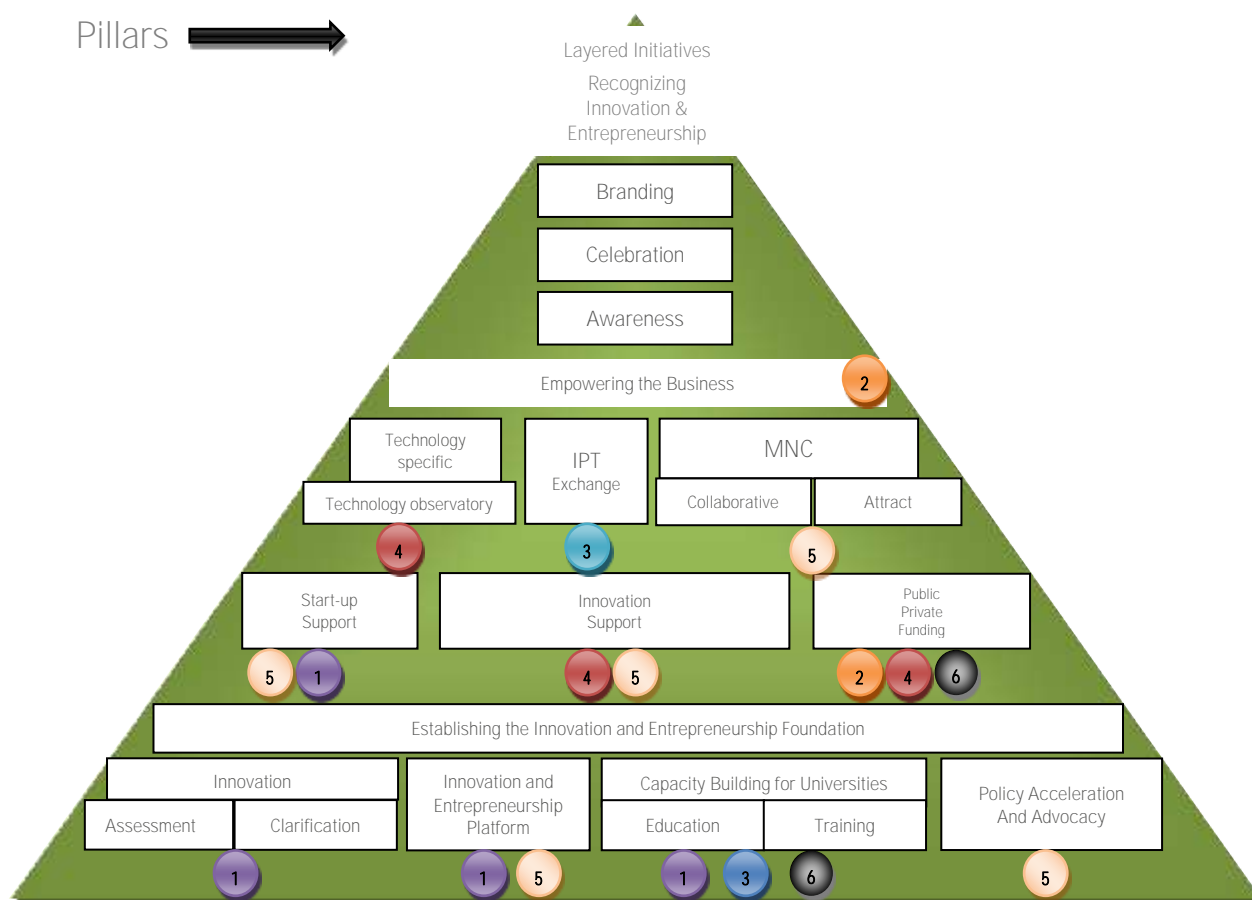 Pillars
Layered Initiatives
Recognizing
Innovation &
Entrepreneurship
Branding
Celebration
Awareness
Empowering the Business
2
Technology
specific
Technology observatory
IPT
Exchange
MNC
Collaborative
Attract
4
3
5
Start-up
Support
Innovation
Support
Public
Private
Funding
5
1
4
5
2
4
6
Establishing the Innovation and Entrepreneurship Foundation
Innovation
Assessment
Clarification
Innovation and
Entrepreneurship
Platform
Capacity Building for Universities
Education
Training
Policy Acceleration
And Advocacy
1
1
5
1
3
6
5